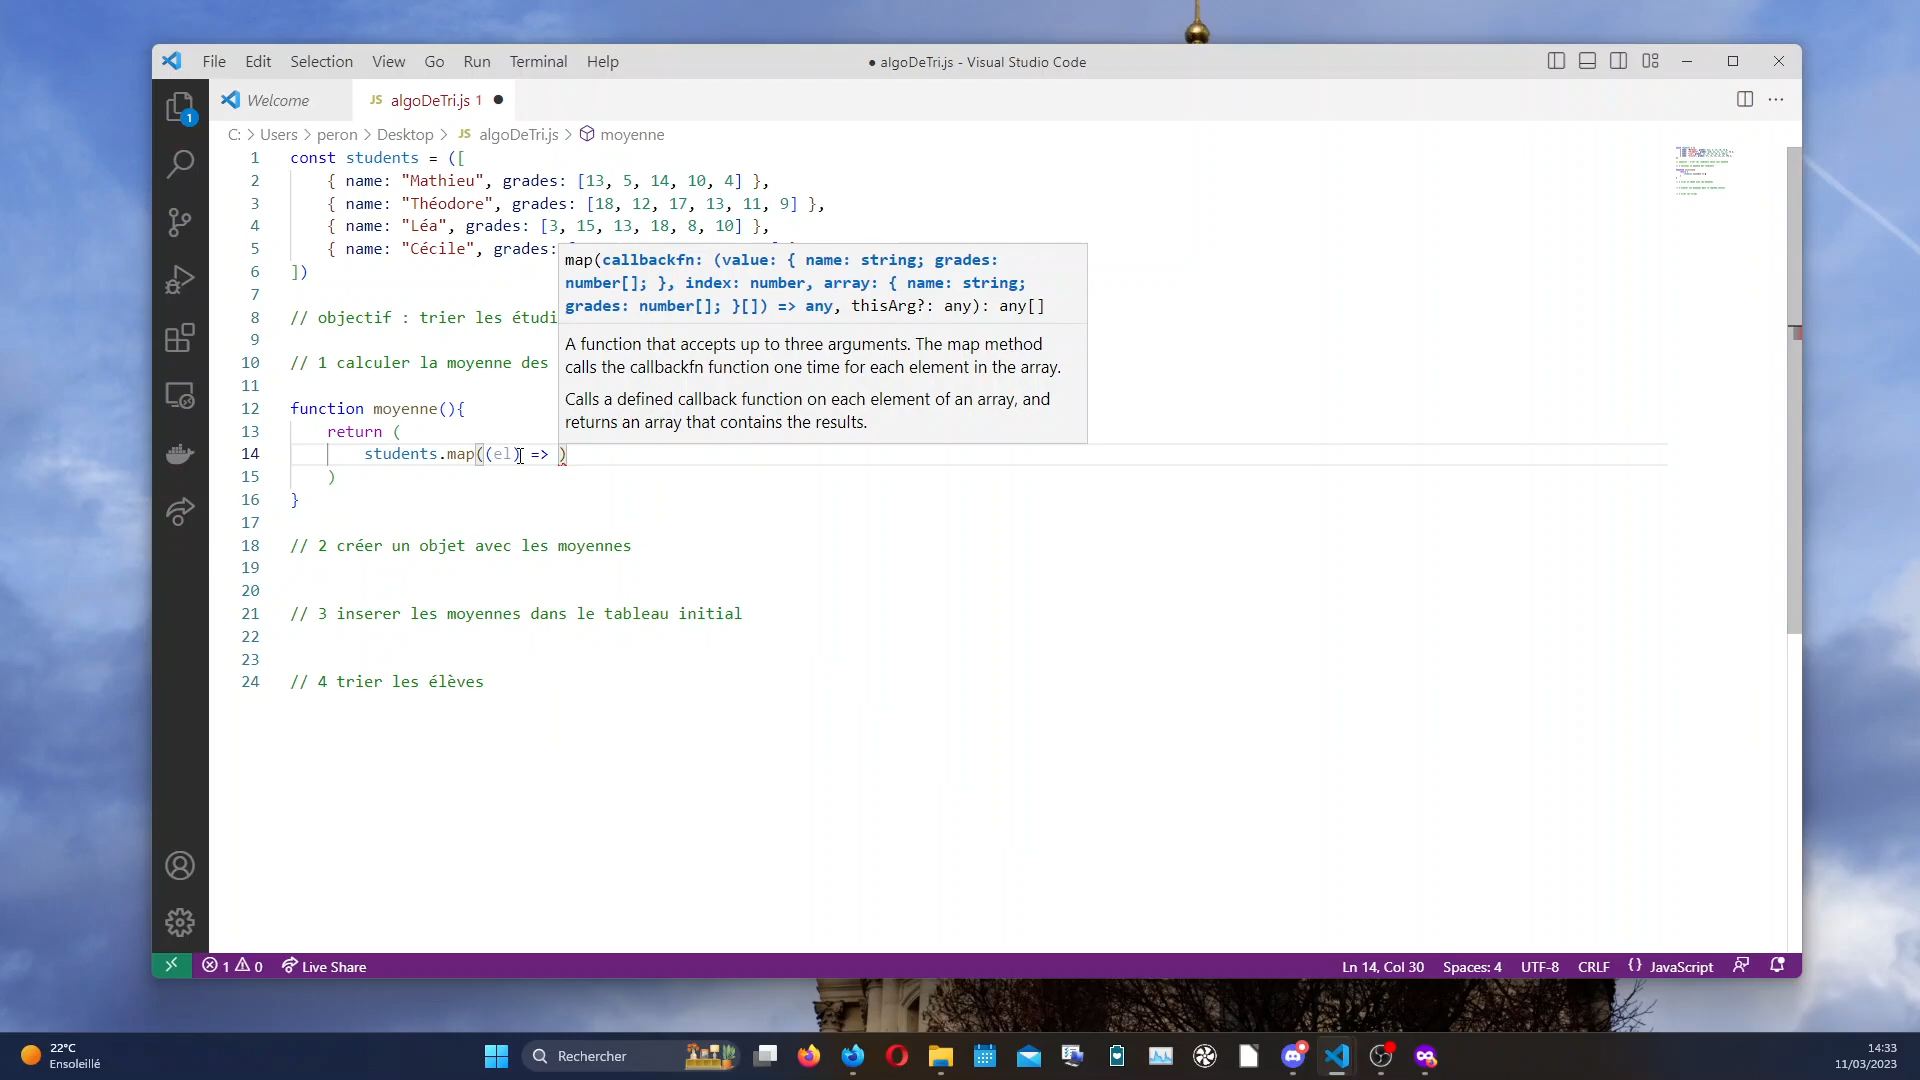 File Edit Selection View Go Run Terminal Help
● algoDeTri.js - Visual Studio Code
Welcome
JS algoDeTri.js 1 ●
C: > Users > peron > Desktop > JS algoDeTri.js > moyenne
1 const students = ([
2 { name: "Mathieu", grades: [13, 5, 14, 10, 4] },
3 { name: "Théodore", grades: [18, 12, 17, 13, 11, 9] },
4 { name: "Léa", grades: [3, 15, 13, 18, 8, 10] },
5 { name: "Cécile", grades:
6 ])
7
8 // objectif : trier les étudi
9
10 // 1 calculer la moyenne des
11
12 function moyenne(){
13 return (
14 students.map((el) => )
15 )
16 }
17
18 // 2 créer un objet avec les moyennes
19
20
21 // 3 inserer les moyennes dans le tableau initial
22
23
24 // 4 trier les élèves
map(callbackfn: (value: { name: string; grades:
number[]; }, index: number, array: { name: string;
grades: number[]; }[]) => any, thisArg?: any): any[]
A function that accepts up to three arguments. The map method
calls the callbackfn function one time for each element in the array.
Calls a defined callback function on each element of an array, and
returns an array that contains the results.
1
1 0 Live Share
Ln 14, Col 30 Spaces: 4 UTF-8 CRLF {} JavaScript
22°C
Ensoleillé
Rechercher
14:33
11/03/2023